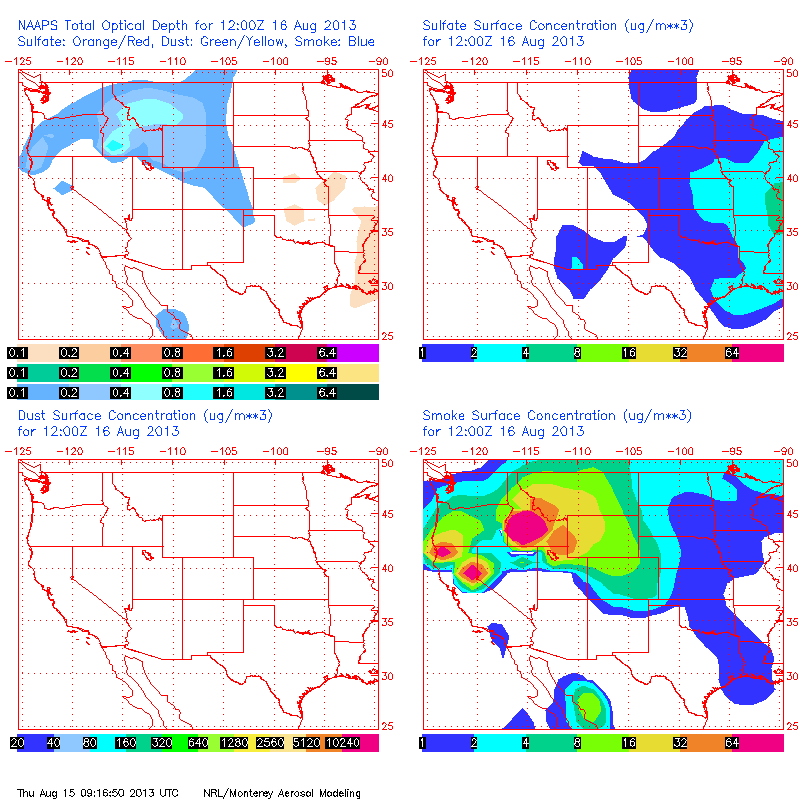 NAAPS Total Optical Depth for 12:00Z 16 Aug 2013
Sulfate: Orange/Red, Dust: Green/Yellow, Smoke: Blue
−125 −120 −115 −110 −105 −100 −95 −90
50
45
40
35
30
25
0.1 0.2 0.4 0.8 1.6 3.2 6.4
0.1 0.2 0.4 0.8 1.6 3.2 6.4
0.1 0.2 0.4 0.8 1.6 3.2 6.4
Sulfate Surface Concentration (ug/m**3)
for 12:00Z 16 Aug 2013
−125 −120 −115 −110 −105 −100 −95 −90
50
45
40
35
30
25
1 2 4 8 16 32 64
Dust Surface Concentration (ug/m**3)
for 12:00Z 16 Aug 2013
−125 −120 −115 −110 −105 −100 −95 −90
50
45
40
35
30
25
20 40 80 160 320 640 1280 2560 5120 10240
Smoke Surface Concentration (ug/m**3)
for 12:00Z 16 Aug 2013
−125 −120 −115 −110 −105 −100 −95 −90
50
45
40
35
30
25
1 2 4 8 16 32 64
Thu Aug 15 09:16:50 2013 UTC NRL/Monterey Aerosol Modeling